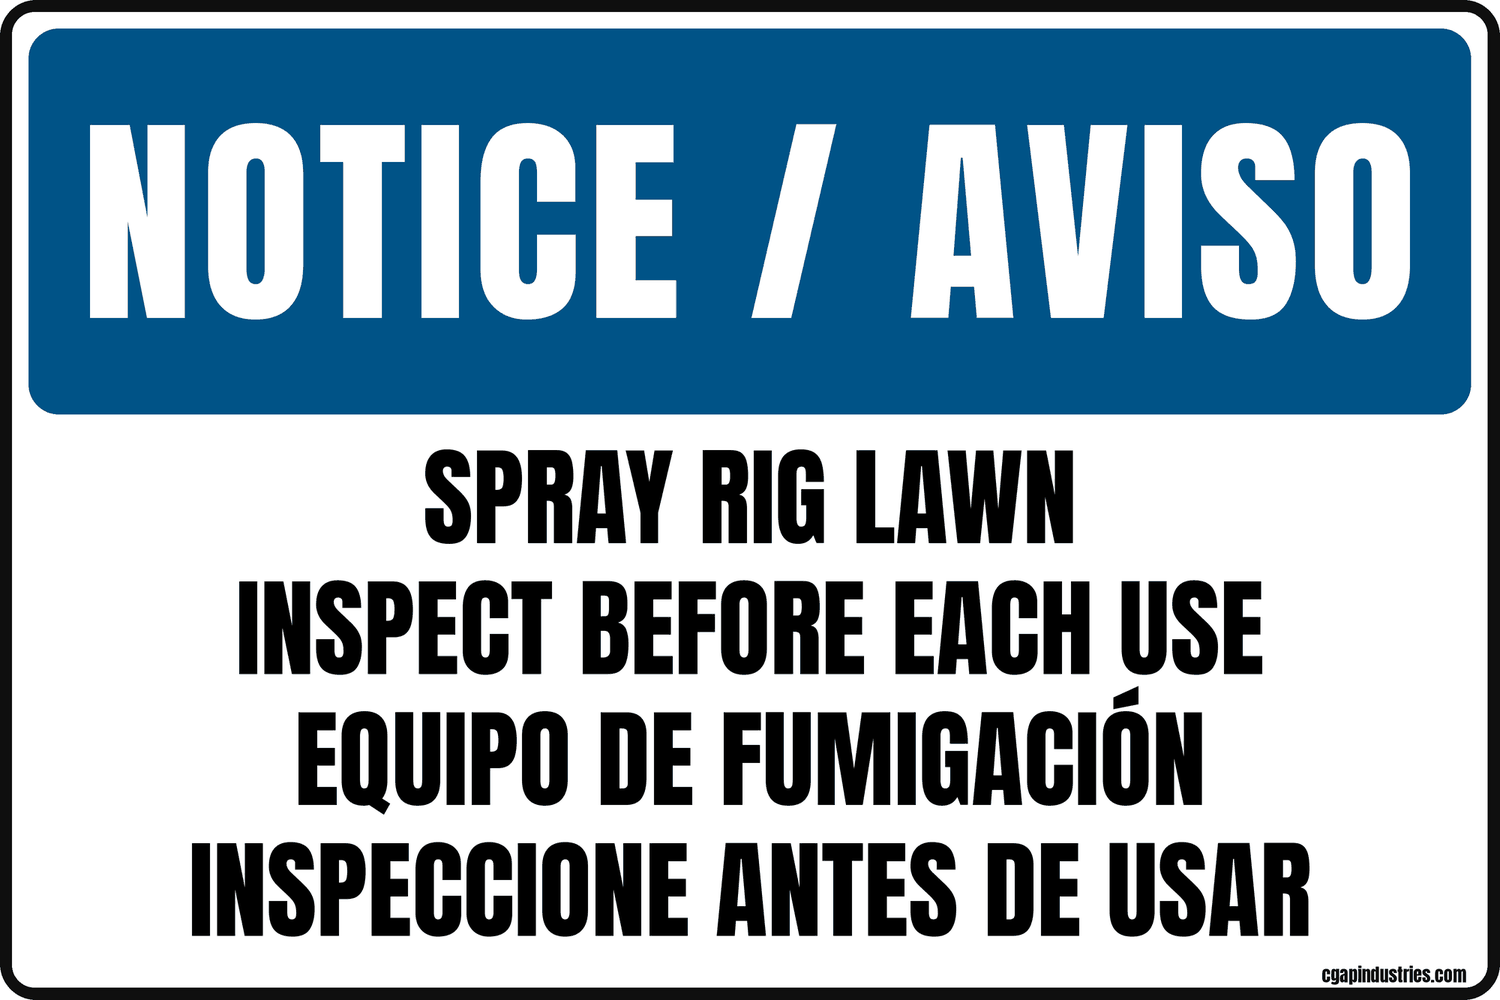 NOTICE / AVISO
SPRAY RIG LAWN
INSPECT BEFORE EACH USE
EQUIPO DE FUMIGACIÓN
INSPECCIONE ANTES DE USAR
cgapindustries.com